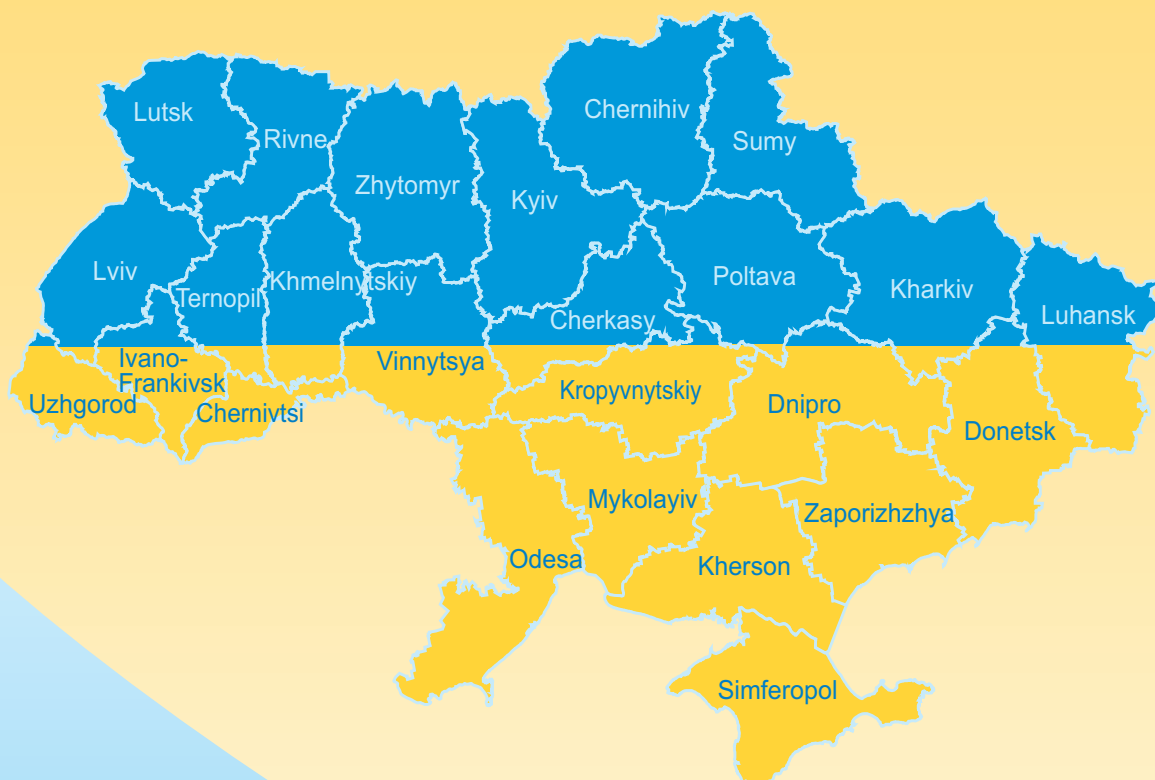 Chernihiv
Lutsk
Rivne
Sumy
Zhytomyr
Kyiv
Lviv
Ternopil
Khmelnytskiy
Poltava
Kharkiv
Cherkasy
Luhansk
Ivano-
Frankivsk
Vinnytsya
Uzhgorod
Chernivtsi
Kropyvnytskiy
Dnipro
Donetsk
Mykolayiv
Zaporizhzhya
Odesa
Kherson
Simferopol